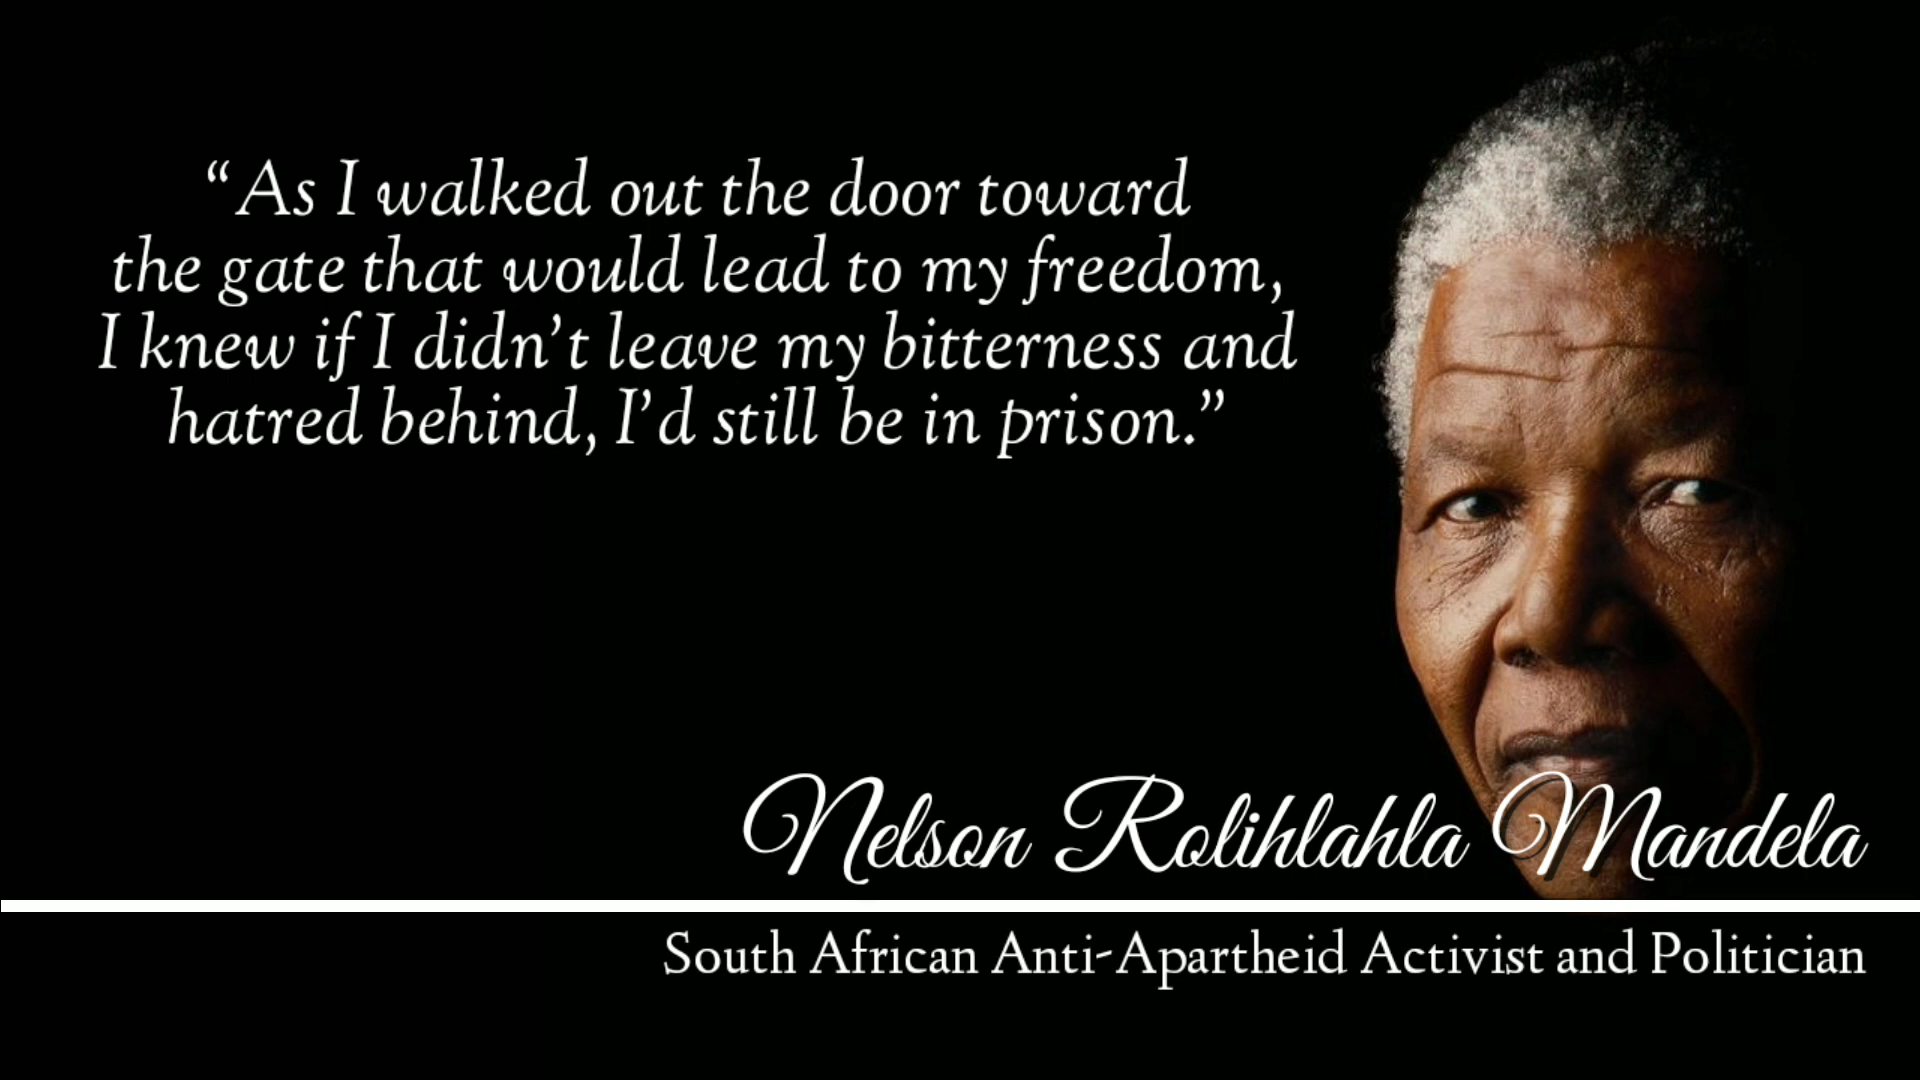 “As I walked out the door toward
the gate that would lead to my freedom,
I knew if I didn’t leave my bitterness and
hatred behind, I’d still be in prison.”
Nelson Rolihlahla Mandela
South African Anti-Apartheid Activist and Politician